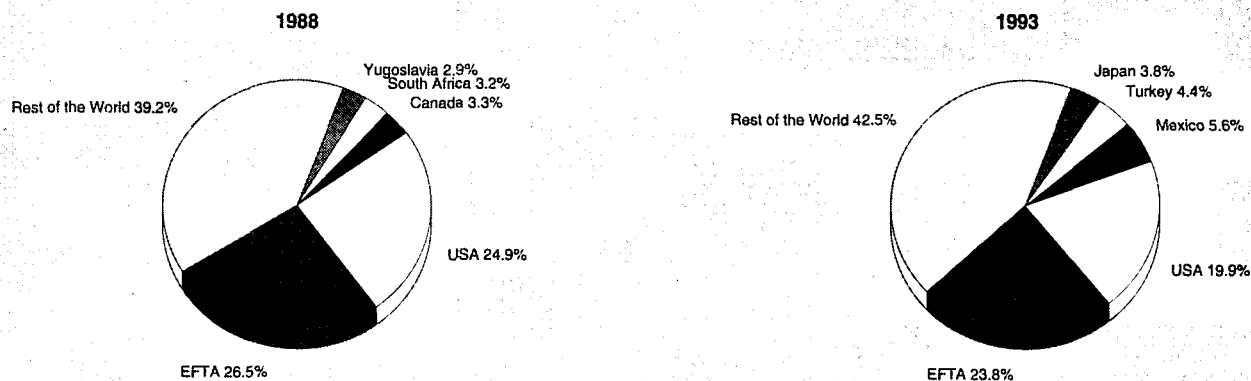 1988
Yugoslavia 2.9%
South Africa 3.2%
Canada 3.3%
Rest of the World 39.2%
USA 24.9%
EFTA 26.5%
1993
Japan 3.8%
Turkey 4.4%
Mexico 5.6%
Rest of the World 42.5%
USA 19.9%
EFTA 23.8%